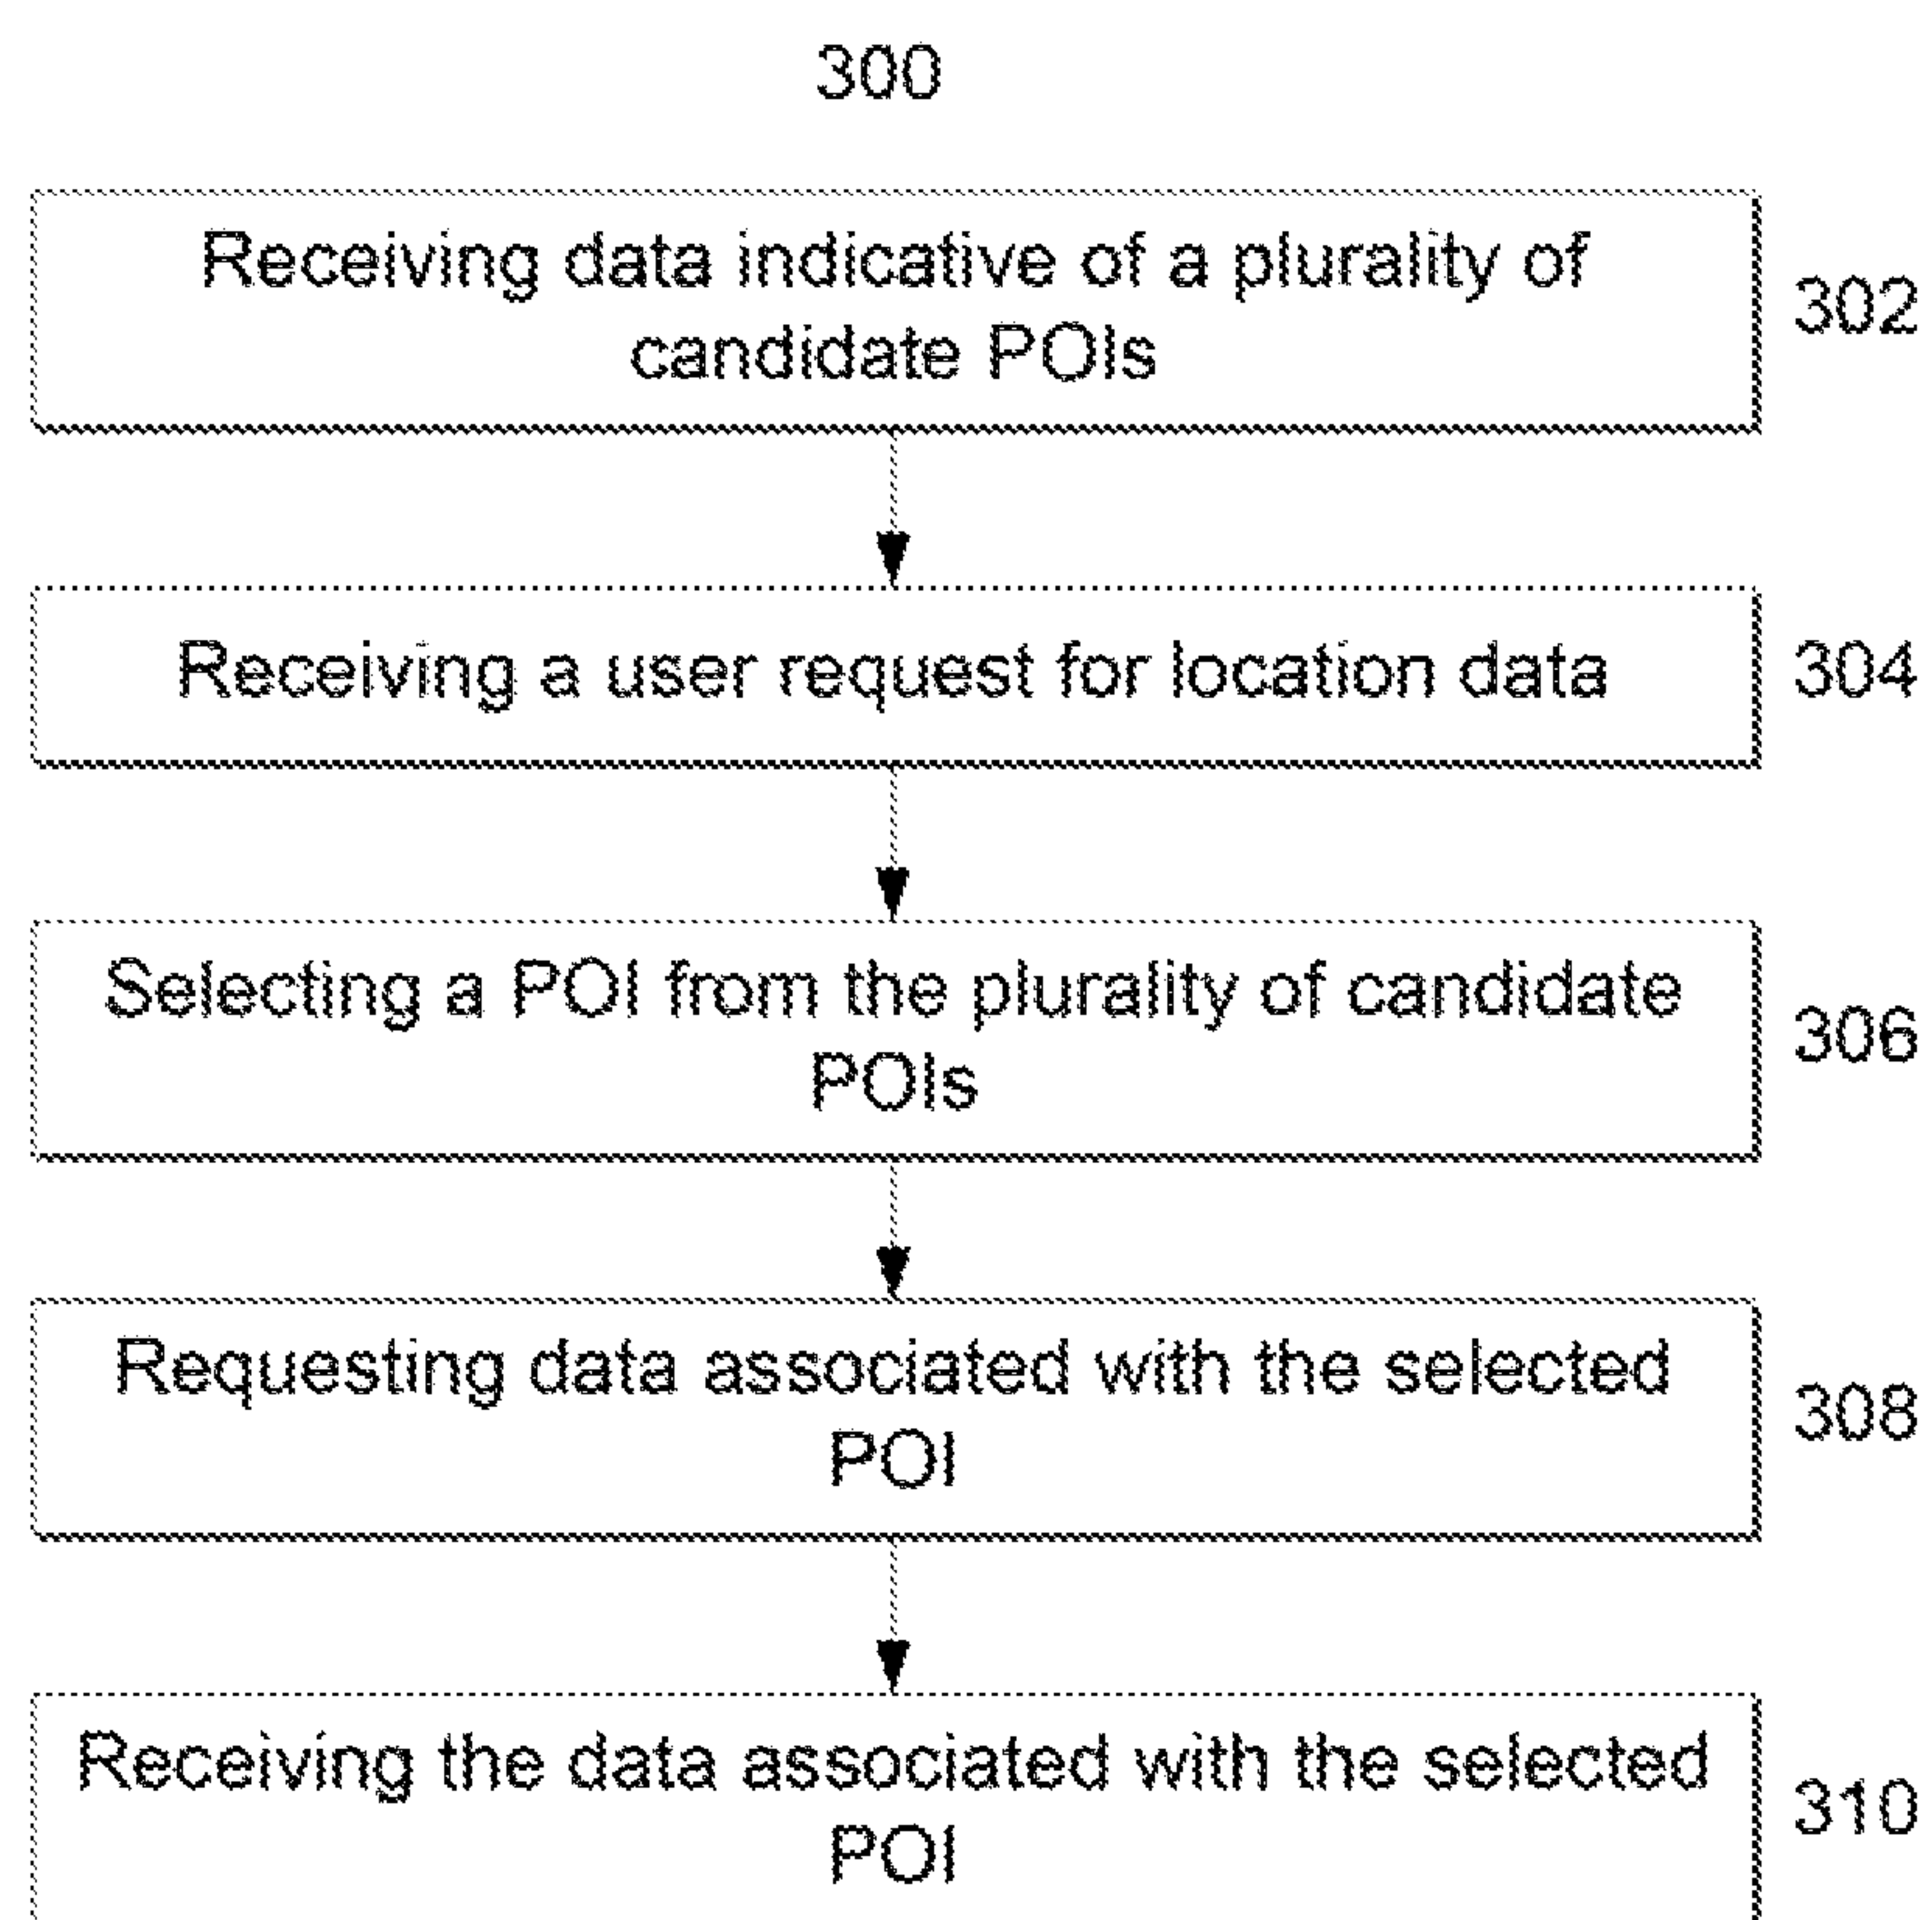 300
Receiving data indicative of a plurality of
candidate POIs
302
Receiving a user request for location data
304
Selecting a POI from the plurality of candidate
POIs
306
Requesting data associated with the selected
POI
308
Receiving the data associated with the selected
POI
310